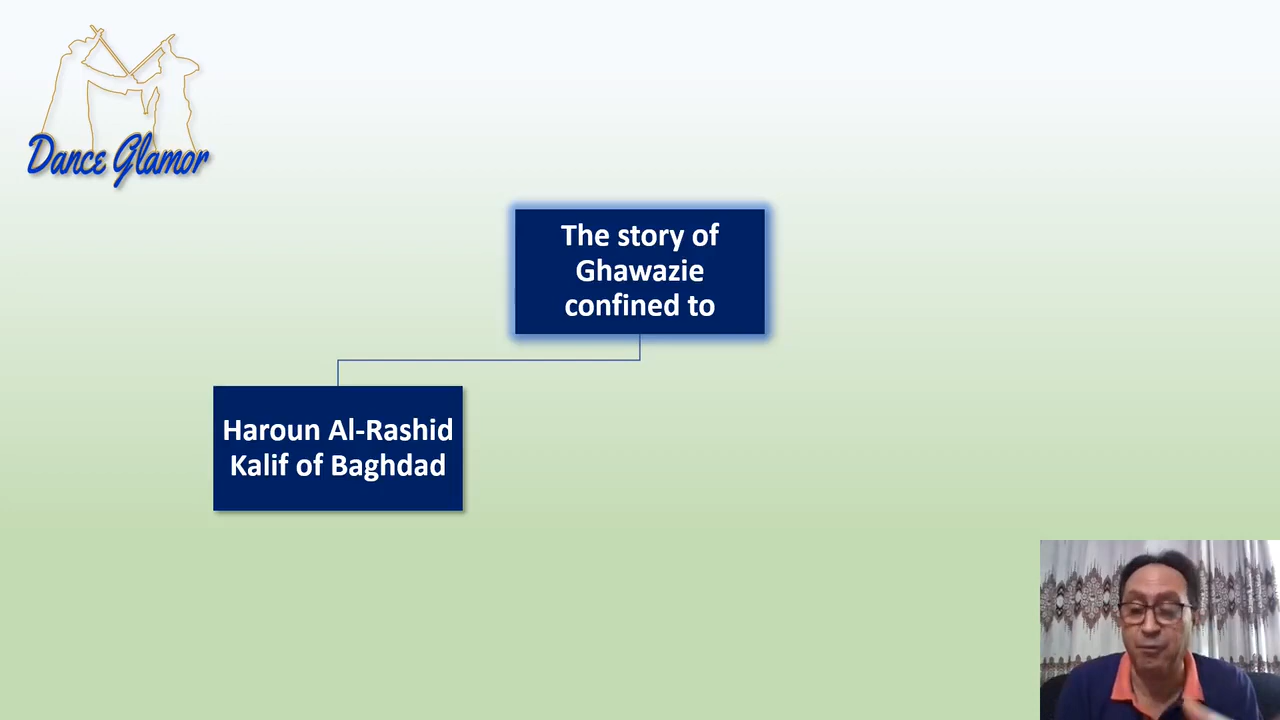 Dance Glamor
The story of
Ghawazie
confined to
Haroun Al-Rashid
Kalif of Baghdad